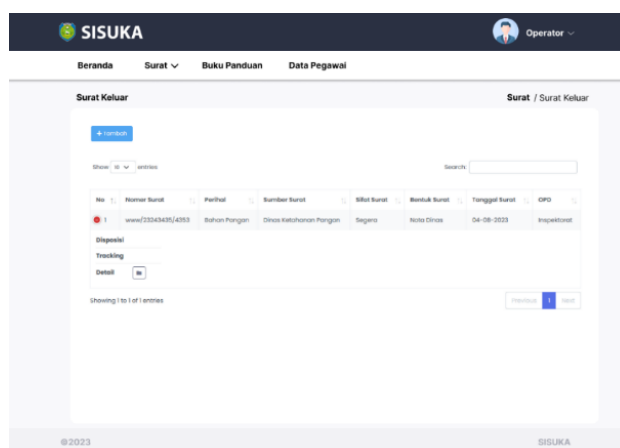 SISUKA
Operator
Beranda Surat Buku Panduan Data Pegawai
Surat Keluar Surat / Surat Keluar
+ Tambah
Show 10 entries Search:
No Nomor Surat Perihal Sumber Surat Sifat Surat Bentuk Surat Tanggal Surat OPD
1 www/23243435/4353 Bahan Pangan Dinas Ketahanan Pangan Segera Nota Dinas 04-08-2023 Inspektorat
Disposisi
Tracking
Detail
Showing 1 to 1 of 1 entries Previous 1 Next
©2023 SISUKA